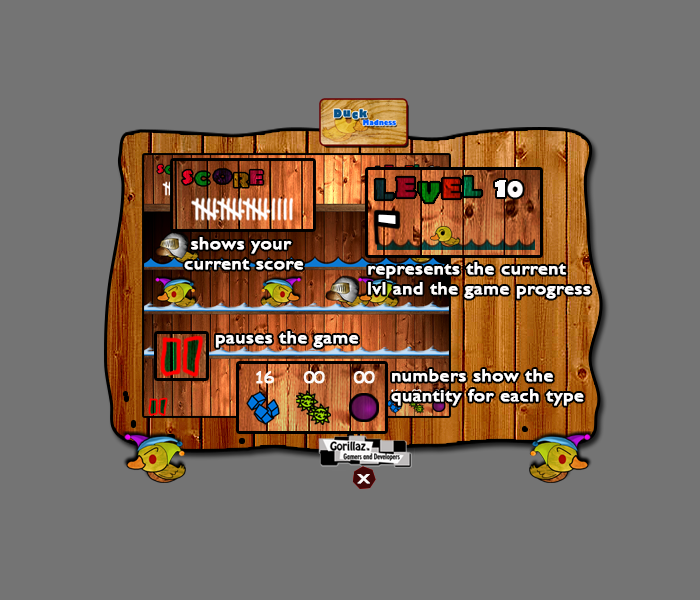 Duck
Madness
SCORE
LEVEL 10
shows your
current score
represents the current
lvl and the game progress
pauses the game
16 00 00
numbers show the
quantity for each type
Gorillaz.
Gamers and Developers
X